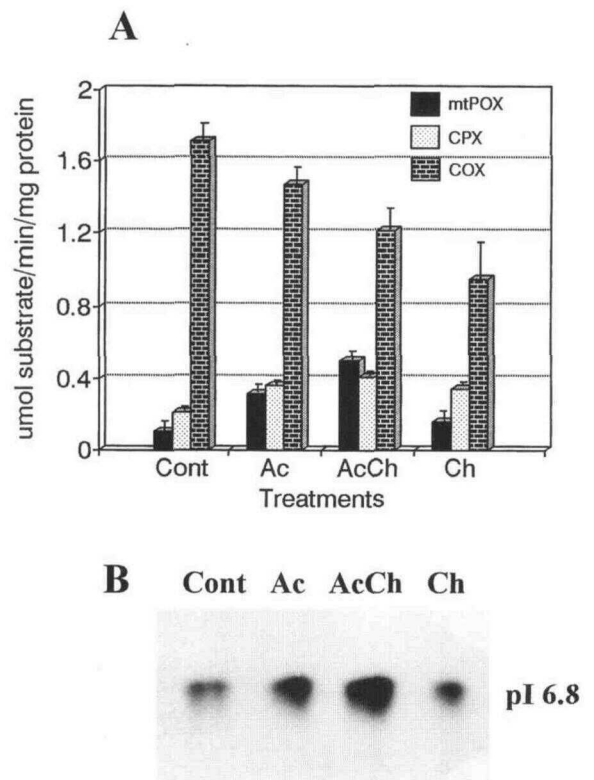 A
umol substrate/min/mg protein
2
1.6
1.2
0.8
0.4
0
mtPOX
CPX
COX
Cont Ac AcCh Ch
Treatments
B
Cont Ac AcCh Ch
pI 6.8